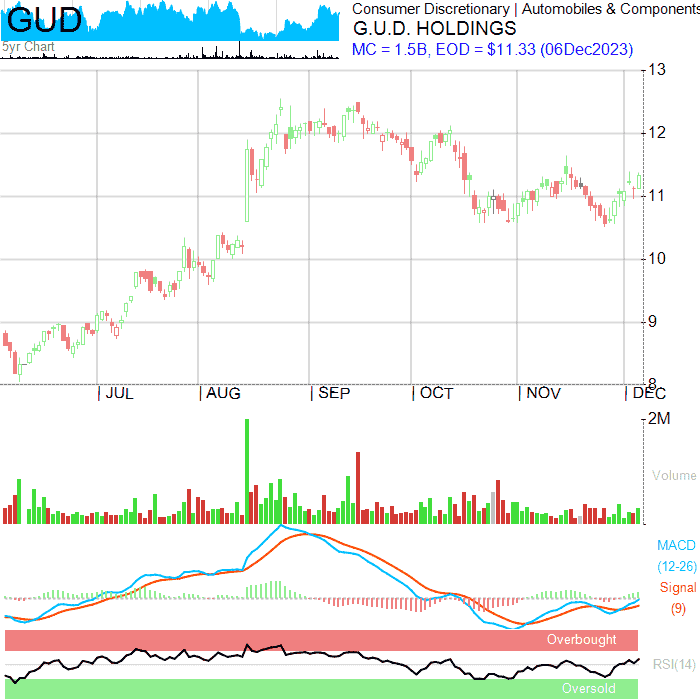 GUD
5yr Chart
Consumer Discretionary | Automobiles & Components
G.U.D. HOLDINGS
MC = 1.5B, EOD = $11.33 (06Dec2023)
13
12
11
10
9
8
JUL
AUG
SEP
OCT
NOV
DEC
2M
Volume
MACD
(12-26)
Signal
(9)
Overbought
RSI(14)
Oversold